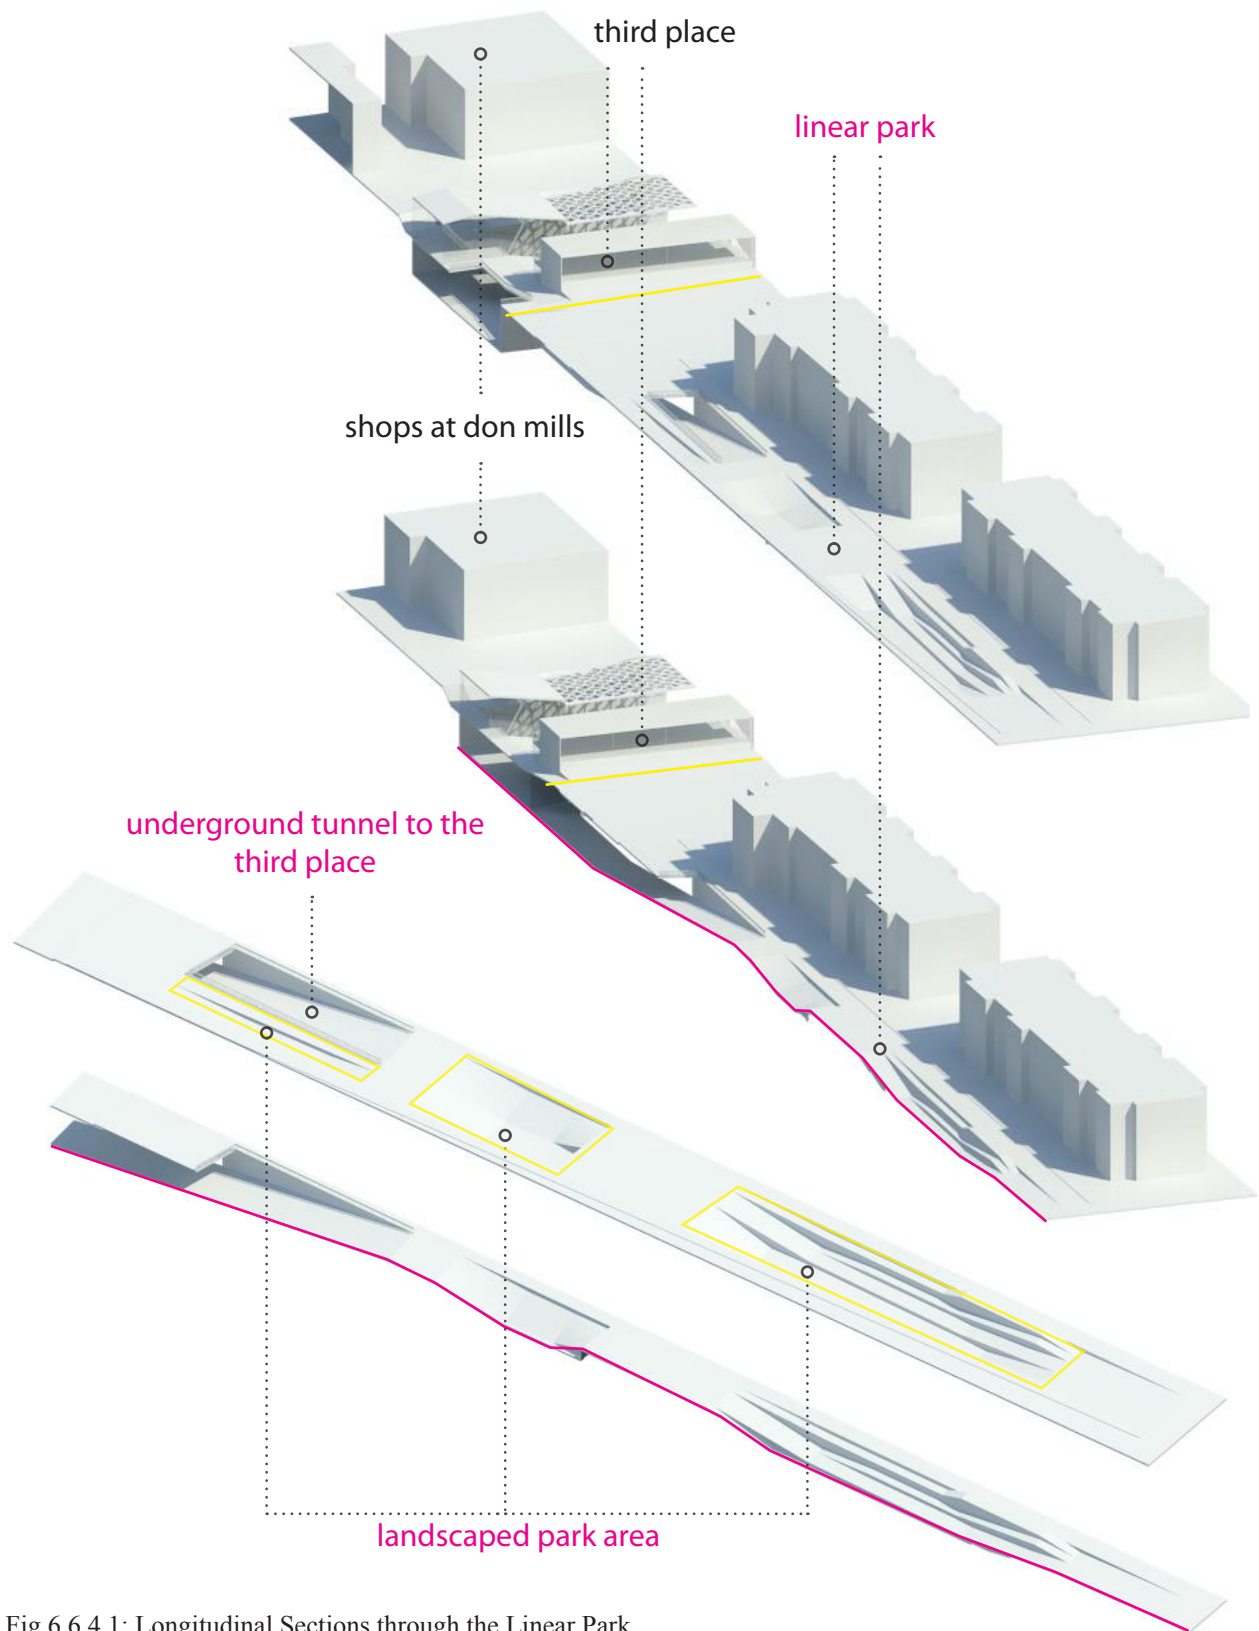 third place
linear park
shops at don mills
underground tunnel to the
third place
landscaped park area
Fig 6.6.4.1: Longitudinal Sections through the Linear Park